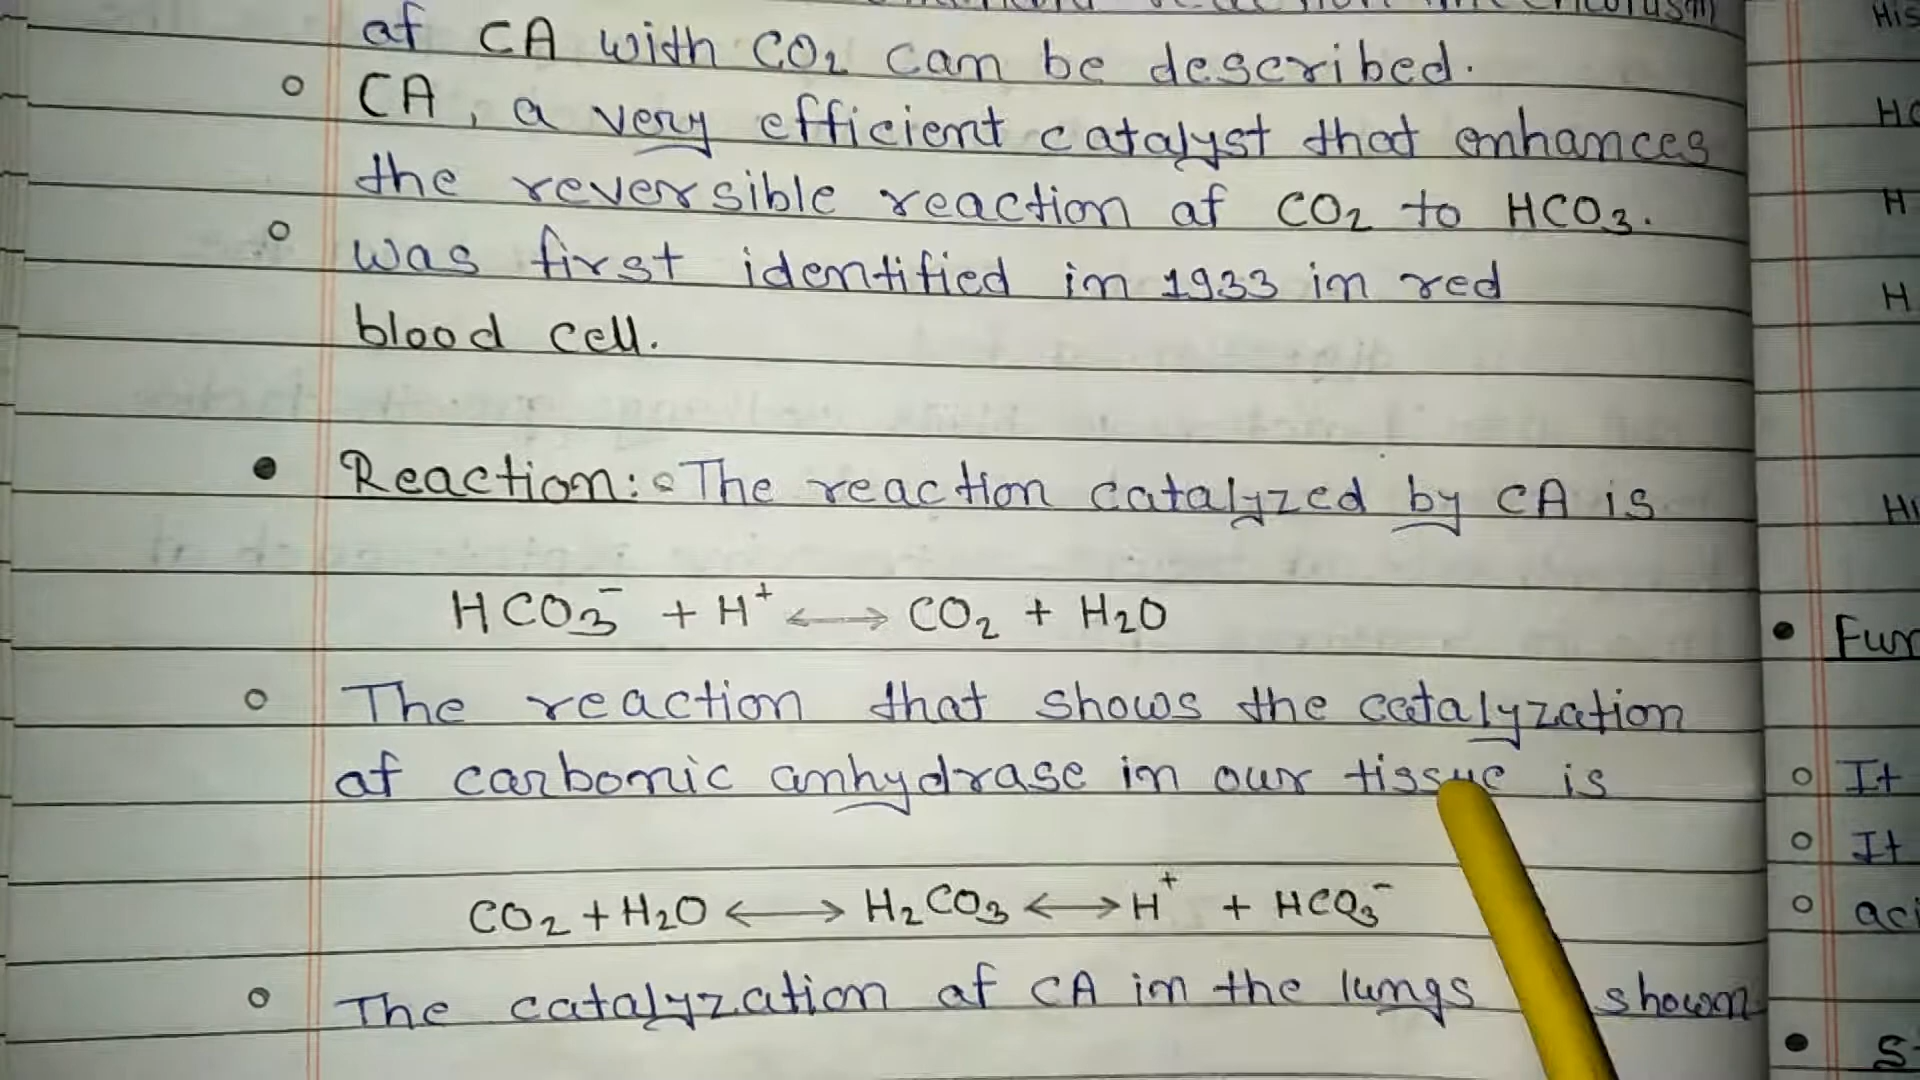 of CA with CO2 can be described.
CA, a very efficient catalyst that enhances
the reversible reaction of CO2 to HCO3.
was first identified in 1933 in red
blood cell.
Reaction: The reaction catalyzed by CA is
HCO3⁻ + H⁺ ⟷ CO2 + H2O
The reaction that shows the catalyzation
of carbonic anhydrase in our tissue is
CO2 + H2O ⟷ H2CO3 ⟷ H⁺ + HCO3⁻
The catalyzation of CA in the lungs shown
It
It